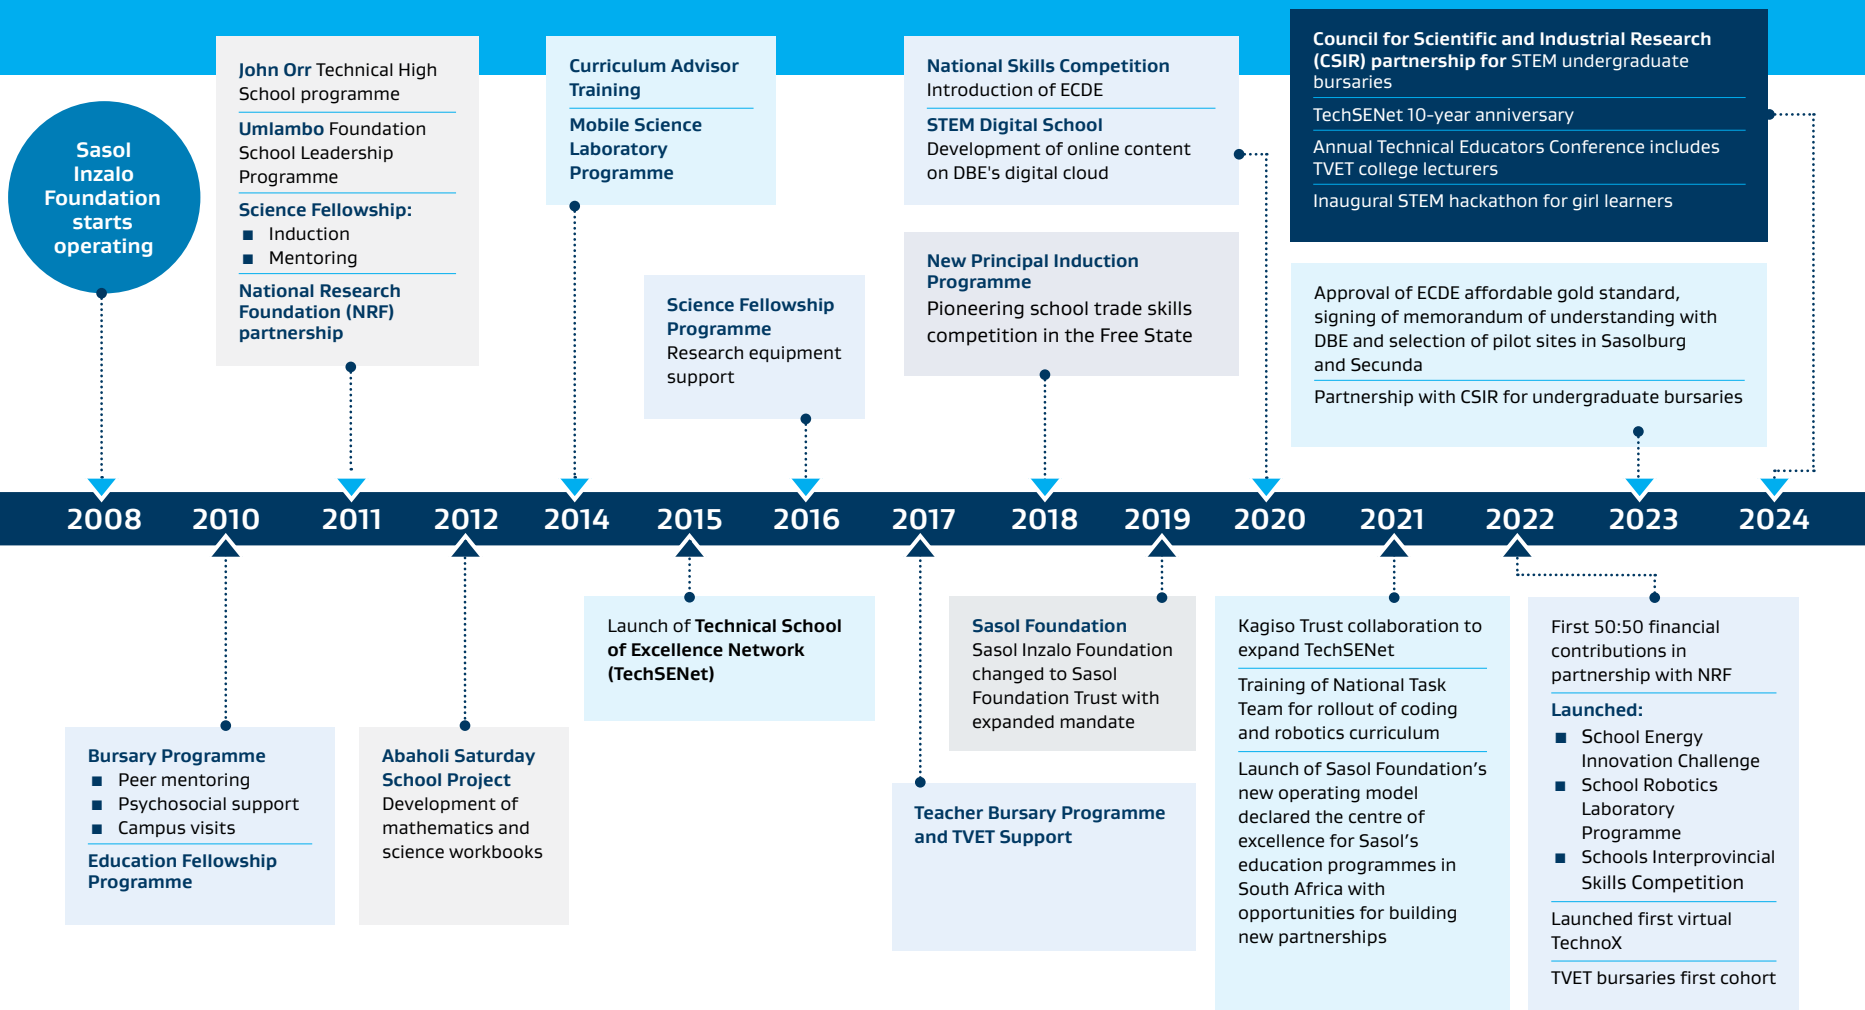 Sasol
Inzalo
Foundation
starts
operating
John Orr Technical High
School programme
Umlambo Foundation
School Leadership
Programme
Science Fellowship:
■ Induction
■ Mentoring
National Research
Foundation (NRF)
partnership
Curriculum Advisor
Training
Mobile Science
Laboratory
Programme
Science Fellowship
Programme
Research equipment
support
National Skills Competition
Introduction of ECDE
STEM Digital School
Development of online content
on DBE's digital cloud
New Principal Induction
Programme
Pioneering school trade skills
competition in the Free State
Council for Scientific and Industrial Research
(CSIR) partnership for STEM undergraduate
bursaries
TechSENet 10-year anniversary
Annual Technical Educators Conference includes
TVET college lecturers
Inaugural STEM hackathon for girl learners
Approval of ECDE affordable gold standard,
signing of memorandum of understanding with
DBE and selection of pilot sites in Sasolburg
and Secunda
Partnership with CSIR for undergraduate bursaries
2008 2010 2011 2012 2014 2015 2016 2017 2018 2019 2020 2021 2022 2023 2024
Bursary Programme
■ Peer mentoring
■ Psychosocial support
■ Campus visits
Education Fellowship
Programme
Abaholi Saturday
School Project
Development of
mathematics and
science workbooks
Launch of Technical School
of Excellence Network
(TechSENet)
Teacher Bursary Programme
and TVET Support
Sasol Foundation
Sasol Inzalo Foundation
changed to Sasol
Foundation Trust with
expanded mandate
Kagiso Trust collaboration to
expand TechSENet
Training of National Task
Team for rollout of coding
and robotics curriculum
Launch of Sasol Foundation’s
new operating model
declared the centre of
excellence for Sasol’s
education programmes in
South Africa with
opportunities for building
new partnerships
First 50:50 financial
contributions in
partnership with NRF
Launched:
■ School Energy
Innovation Challenge
■ School Robotics
Laboratory
Programme
■ Schools Interprovincial
Skills Competition
Launched first virtual
TechnoX
TVET bursaries first cohort